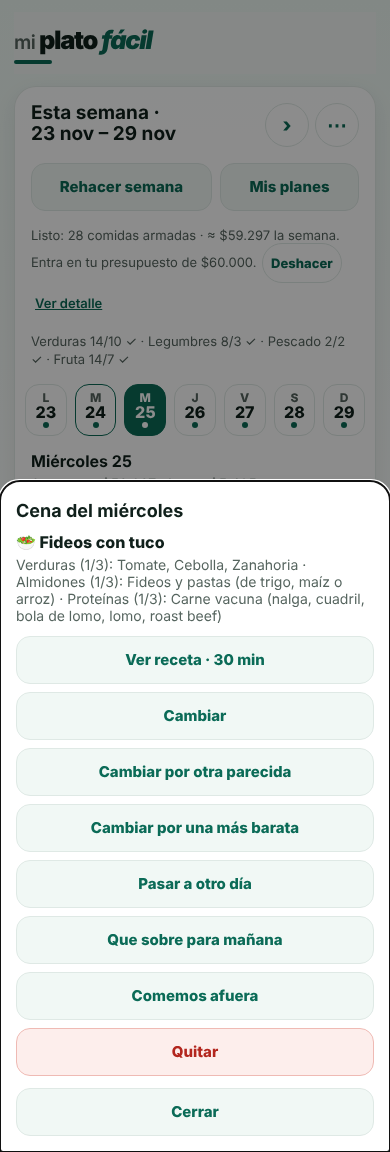 mi plato fácil
Esta semana ·
23 nov – 29 nov
›
···
Rehacer semana
Mis planes
Listo: 28 comidas armadas · ≈ $59.297 la semana.
Entra en tu presupuesto de $60.000.
Deshacer
Ver detalle
Verduras 14/10 ✓ · Legumbres 8/3 ✓ · Pescado 2/2
✓ · Fruta 14/7 ✓
L M M J V S D
23 24 25 26 27 28 29
Miércoles 25
Cena del miércoles
🥗 Fideos con tuco
Verduras (1/3): Tomate, Cebolla, Zanahoria ·
Almidones (1/3): Fideos y pastas (de trigo, maíz o
arroz) · Proteínas (1/3): Carne vacuna (nalga, cuadril,
bola de lomo, lomo, roast beef)
Ver receta · 30 min
Cambiar
Cambiar por otra parecida
Cambiar por una más barata
Pasar a otro día
Que sobre para mañana
Comemos afuera
Quitar
Cerrar